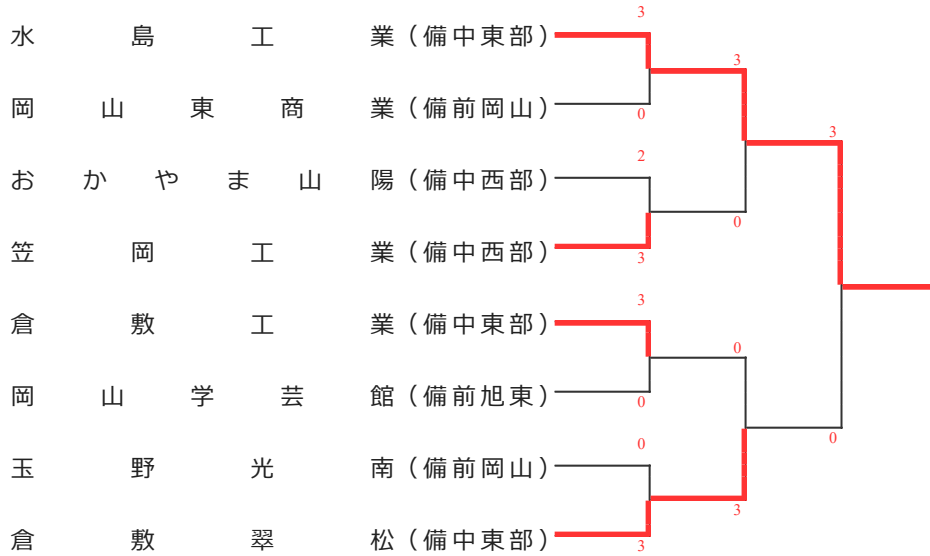 3
水島工業(備中東部)
3
岡山東商業(備前岡山)
0
3
2
おかやま山陽(備中西部)
0
笠岡工業(備中西部)
3
3
倉敷工業(備中東部)
0
岡山学芸館(備前旭東)
0
0
0
玉野光南(備前岡山)
3
倉敷翠松(備中東部)
3